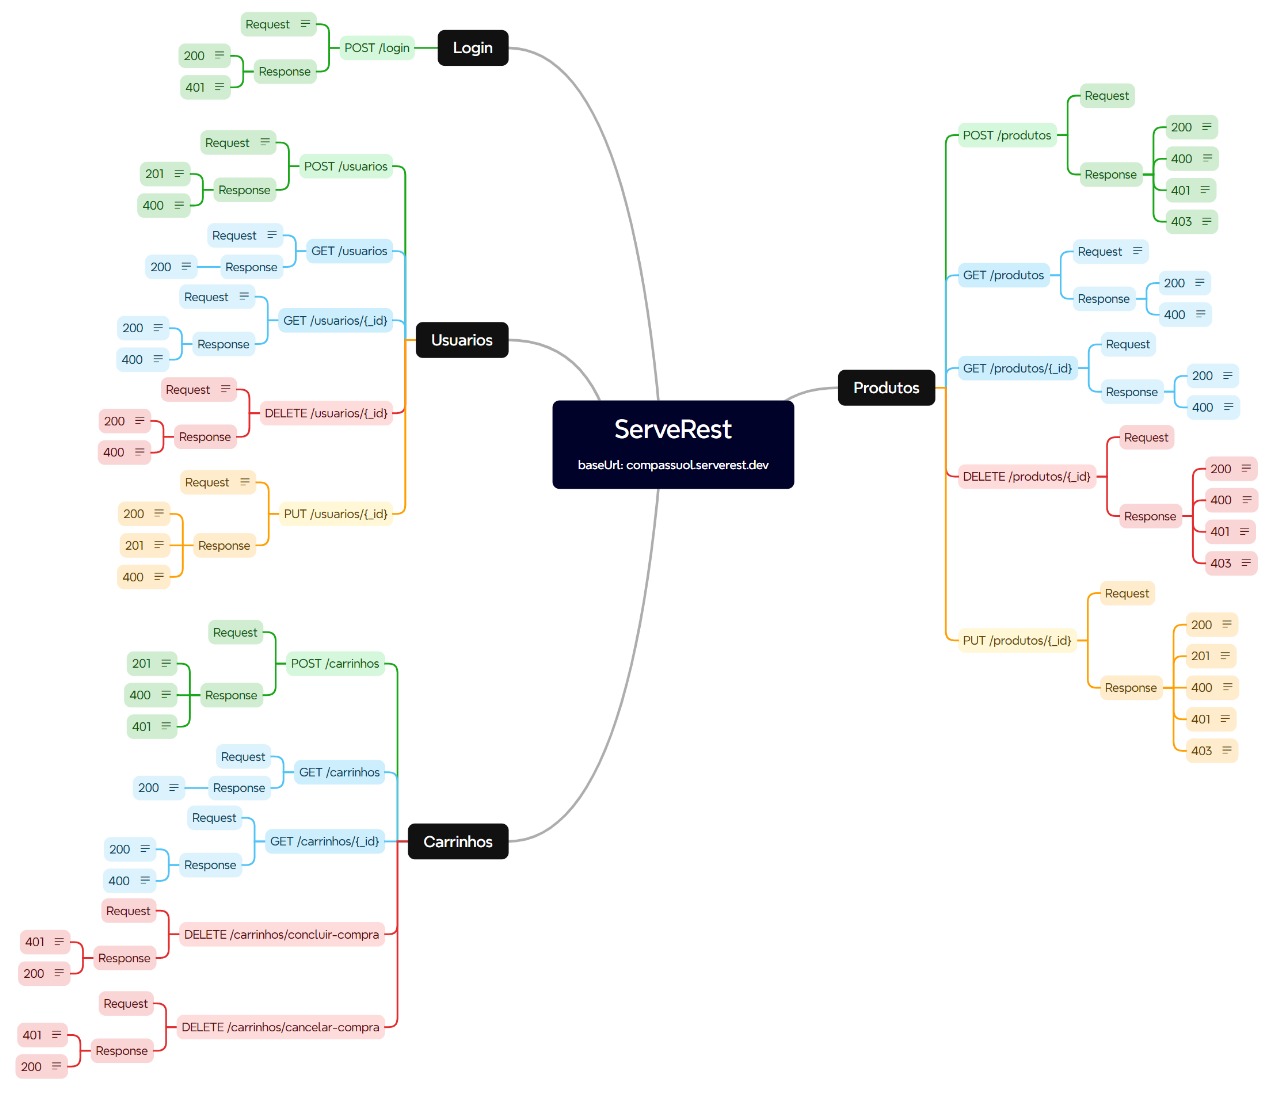 ServeRest
baseUrl: compassuol.serverest.dev
Login
POST /login
Request
Response
200
401
Usuarios
POST /usuarios
Request
Response
201
400
GET /usuarios
Request
Response
200
GET /usuarios/{_id}
Request
Response
200
400
DELETE /usuarios/{_id}
Request
Response
200
400
PUT /usuarios/{_id}
Request
Response
200
201
400
Carrinhos
POST /carrinhos
Request
Response
201
400
401
GET /carrinhos
Request
Response
200
GET /carrinhos/{_id}
Request
Response
200
400
DELETE /carrinhos/concluir-compra
Request
Response
401
200
DELETE /carrinhos/cancelar-compra
Request
Response
401
200
Produtos
POST /produtos
Request
Response
200
400
401
403
GET /produtos
Request
Response
200
400
GET /produtos/{_id}
Request
Response
200
400
DELETE /produtos/{_id}
Request
Response
200
400
401
403
PUT /produtos/{_id}
Request
Response
200
201
400
401
403